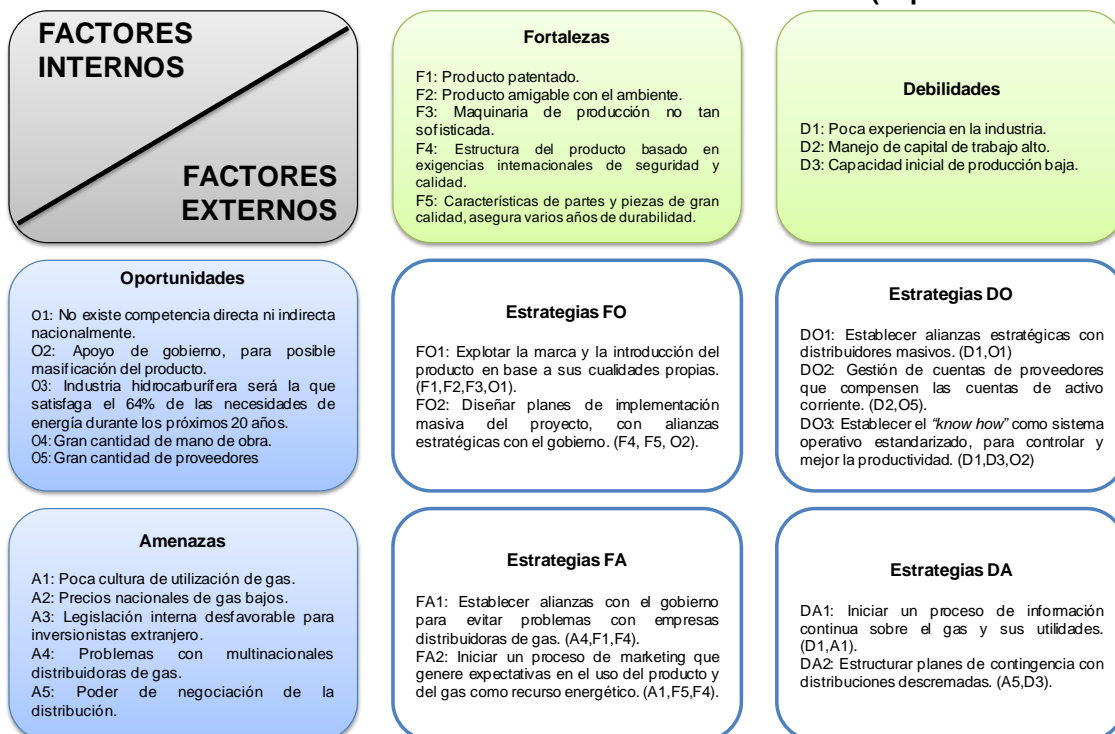 FACTORES
INTERNOS
FACTORES
EXTERNOS
Fortalezas
F1: Producto patentado.
F2: Producto amigable con el ambiente.
F3: Maquinaria de producción no tan
sofisticada.
F4: Estructura del producto basado en
exigencias internacionales de seguridad y
calidad.
F5: Características de partes y piezas de gran
calidad, asegura varios años de durabilidad.
Debilidades
D1: Poca experiencia en la industria.
D2: Manejo de capital de trabajo alto.
D3: Capacidad inicial de producción baja.
Oportunidades
O1: No existe competencia directa ni indirecta
nacionalmente.
O2: Apoyo de gobierno, para posible
masificación del producto.
O3: Industria hidrocarburífera será la que
satisfaga el 64% de las necesidades de
energía durante los próximos 20 años.
O4: Gran cantidad de mano de obra.
O5: Gran cantidad de proveedores
Estrategias FO
FO1: Explotar la marca y la introducción del
producto en base a sus cualidades propias.
(F1,F2,F3,O1).
FO2: Diseñar planes de implementación
masiva del proyecto, con alianzas
estratégicas con el gobierno. (F4, F5, O2).
Estrategias DO
DO1: Establecer alianzas estratégicas con
distribuidores masivos. (D1,O1)
DO2: Gestión de cuentas de proveedores
que compensen las cuentas de activo
corriente. (D2,O5).
DO3: Establecer el "know how" como sistema
operativo estandarizado, para controlar y
mejor la productividad. (D1,D3,O2)
Amenazas
A1: Poca cultura de utilización de gas.
A2: Precios nacionales de gas bajos.
A3: Legislación interna desfavorable para
inversionistas extranjero.
A4: Problemas con multinacionales
distribuidoras de gas.
A5: Poder de negociación de la
distribución.
Estrategias FA
FA1: Establecer alianzas con el gobierno
para evitar problemas con empresas
distribuidoras de gas. (A4,F1,F4).
FA2: Iniciar un proceso de marketing que
genere expectativas en el uso del producto y
del gas como recurso energético. (A1,F5,F4).
Estrategias DA
DA1: Iniciar un proceso de información
continua sobre el gas y sus utilidades.
(D1,A1).
DA2: Estructurar planes de contingencia con
distribuciones descremadas. (A5,D3).